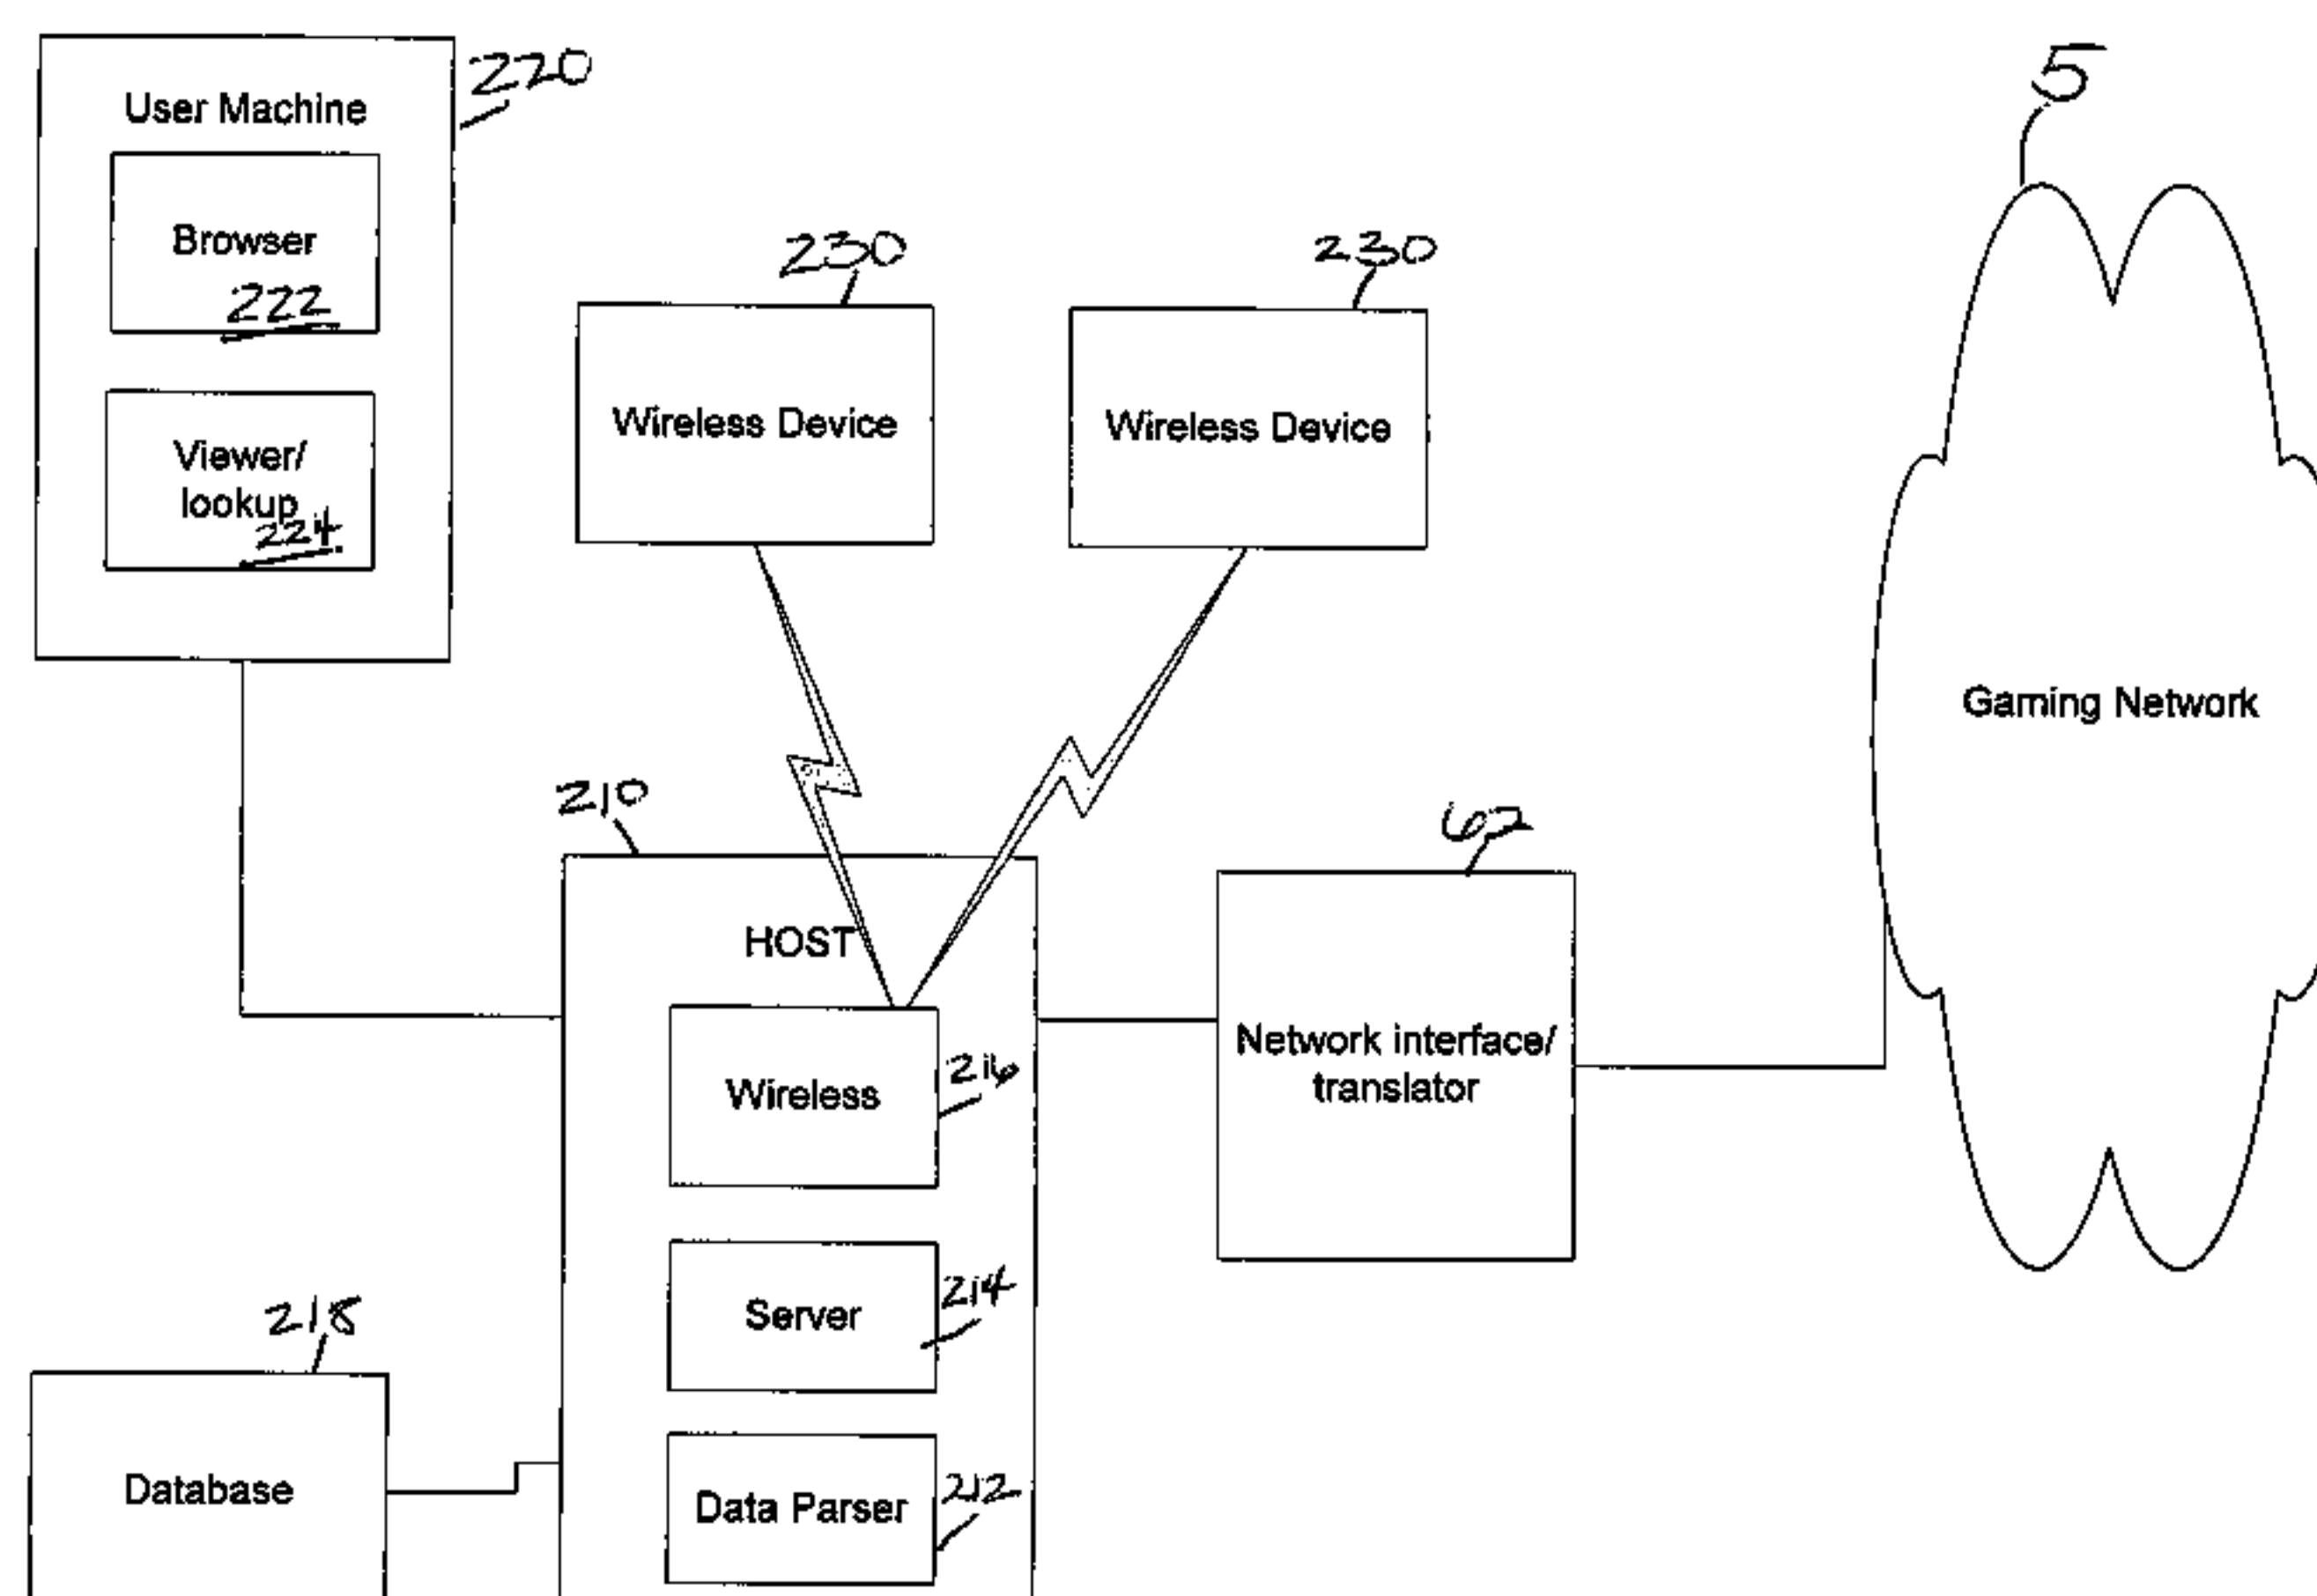 220
User Machine
Browser
222
Viewer/
lookup
224
230
Wireless Device
230
Wireless Device
5
Gaming Network
210
HOST
Wireless
216
Server
214
Data Parser
212
62
Network interface/
translator
218
Database